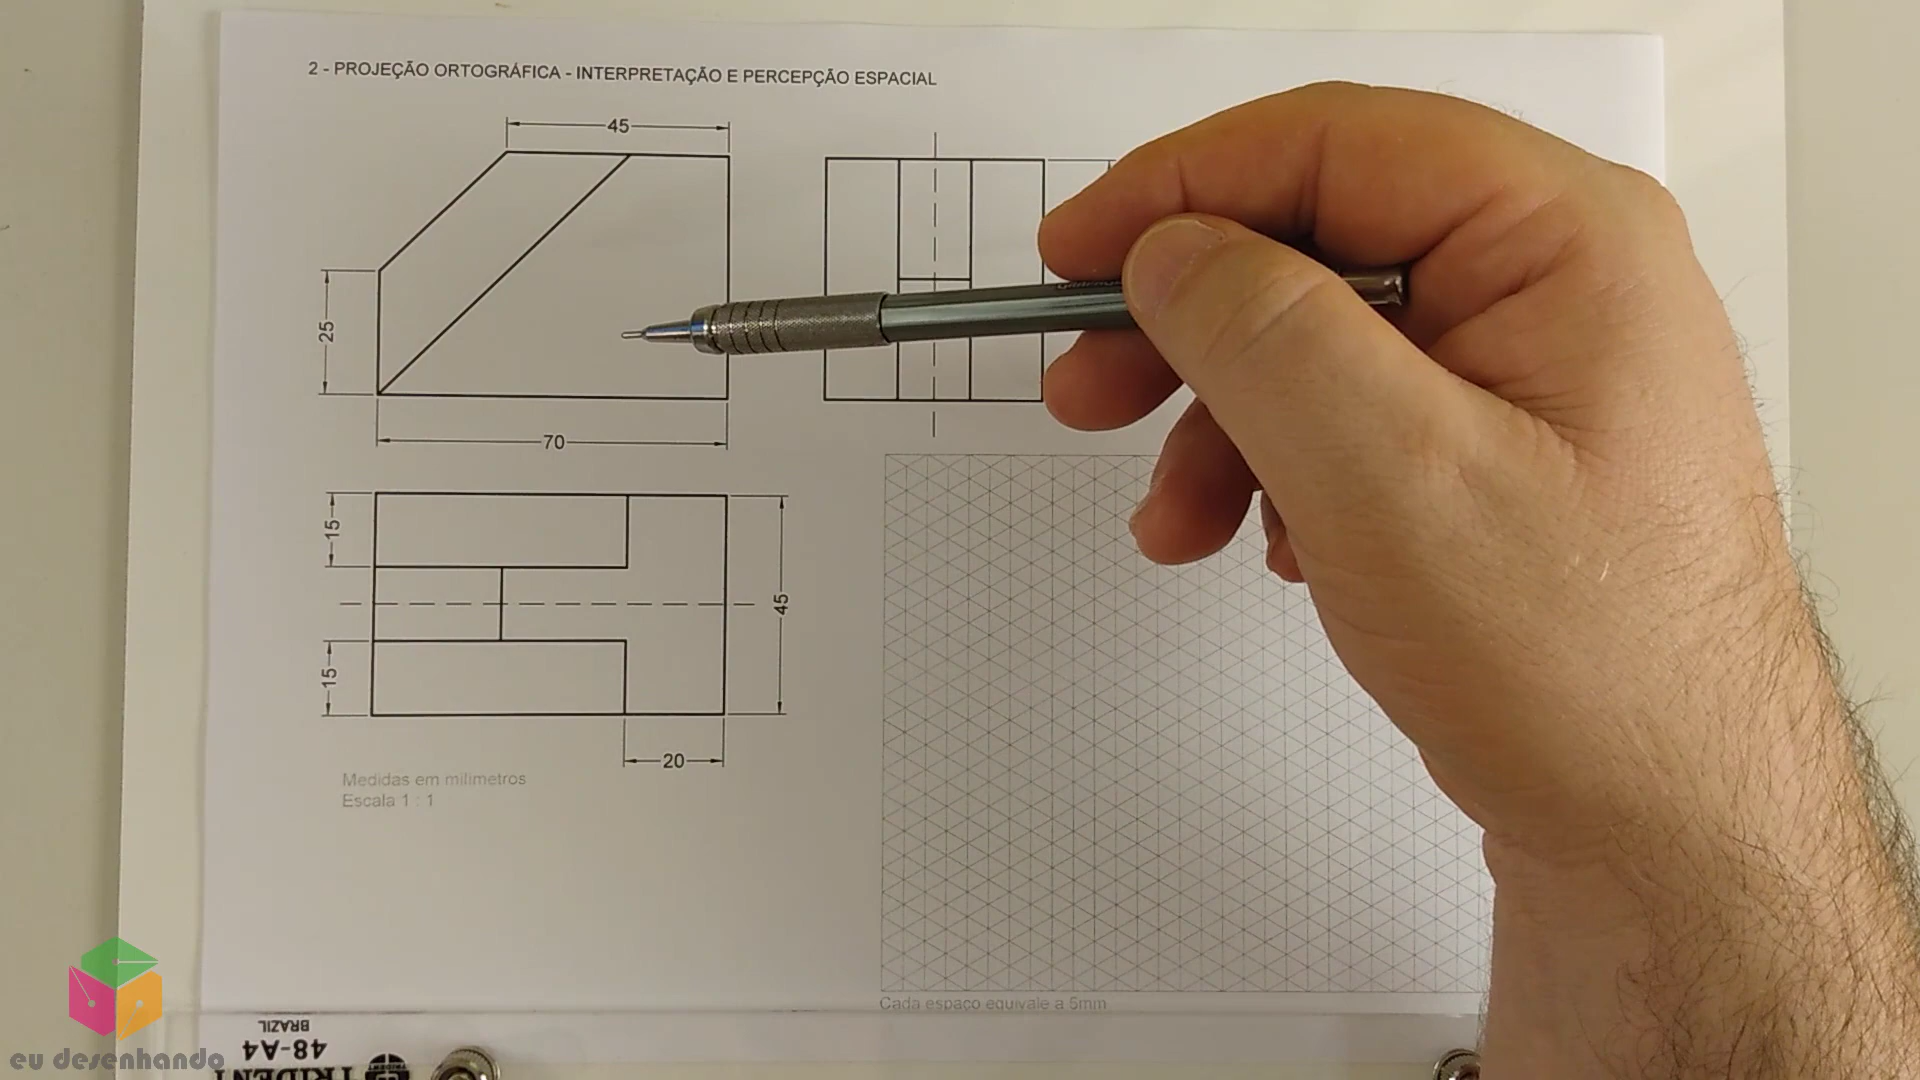 2 - PROJEÇÃO ORTOGRÁFICA - INTERPRETAÇÃO E PERCEPÇÃO ESPACIAL
45
25
70
15
45
15
20
Medidas em milímetros
Escala 1 : 1
Cada espaço equivale a 5mm
BRAZIL
48-A4
TRIDENT
eu desenhando